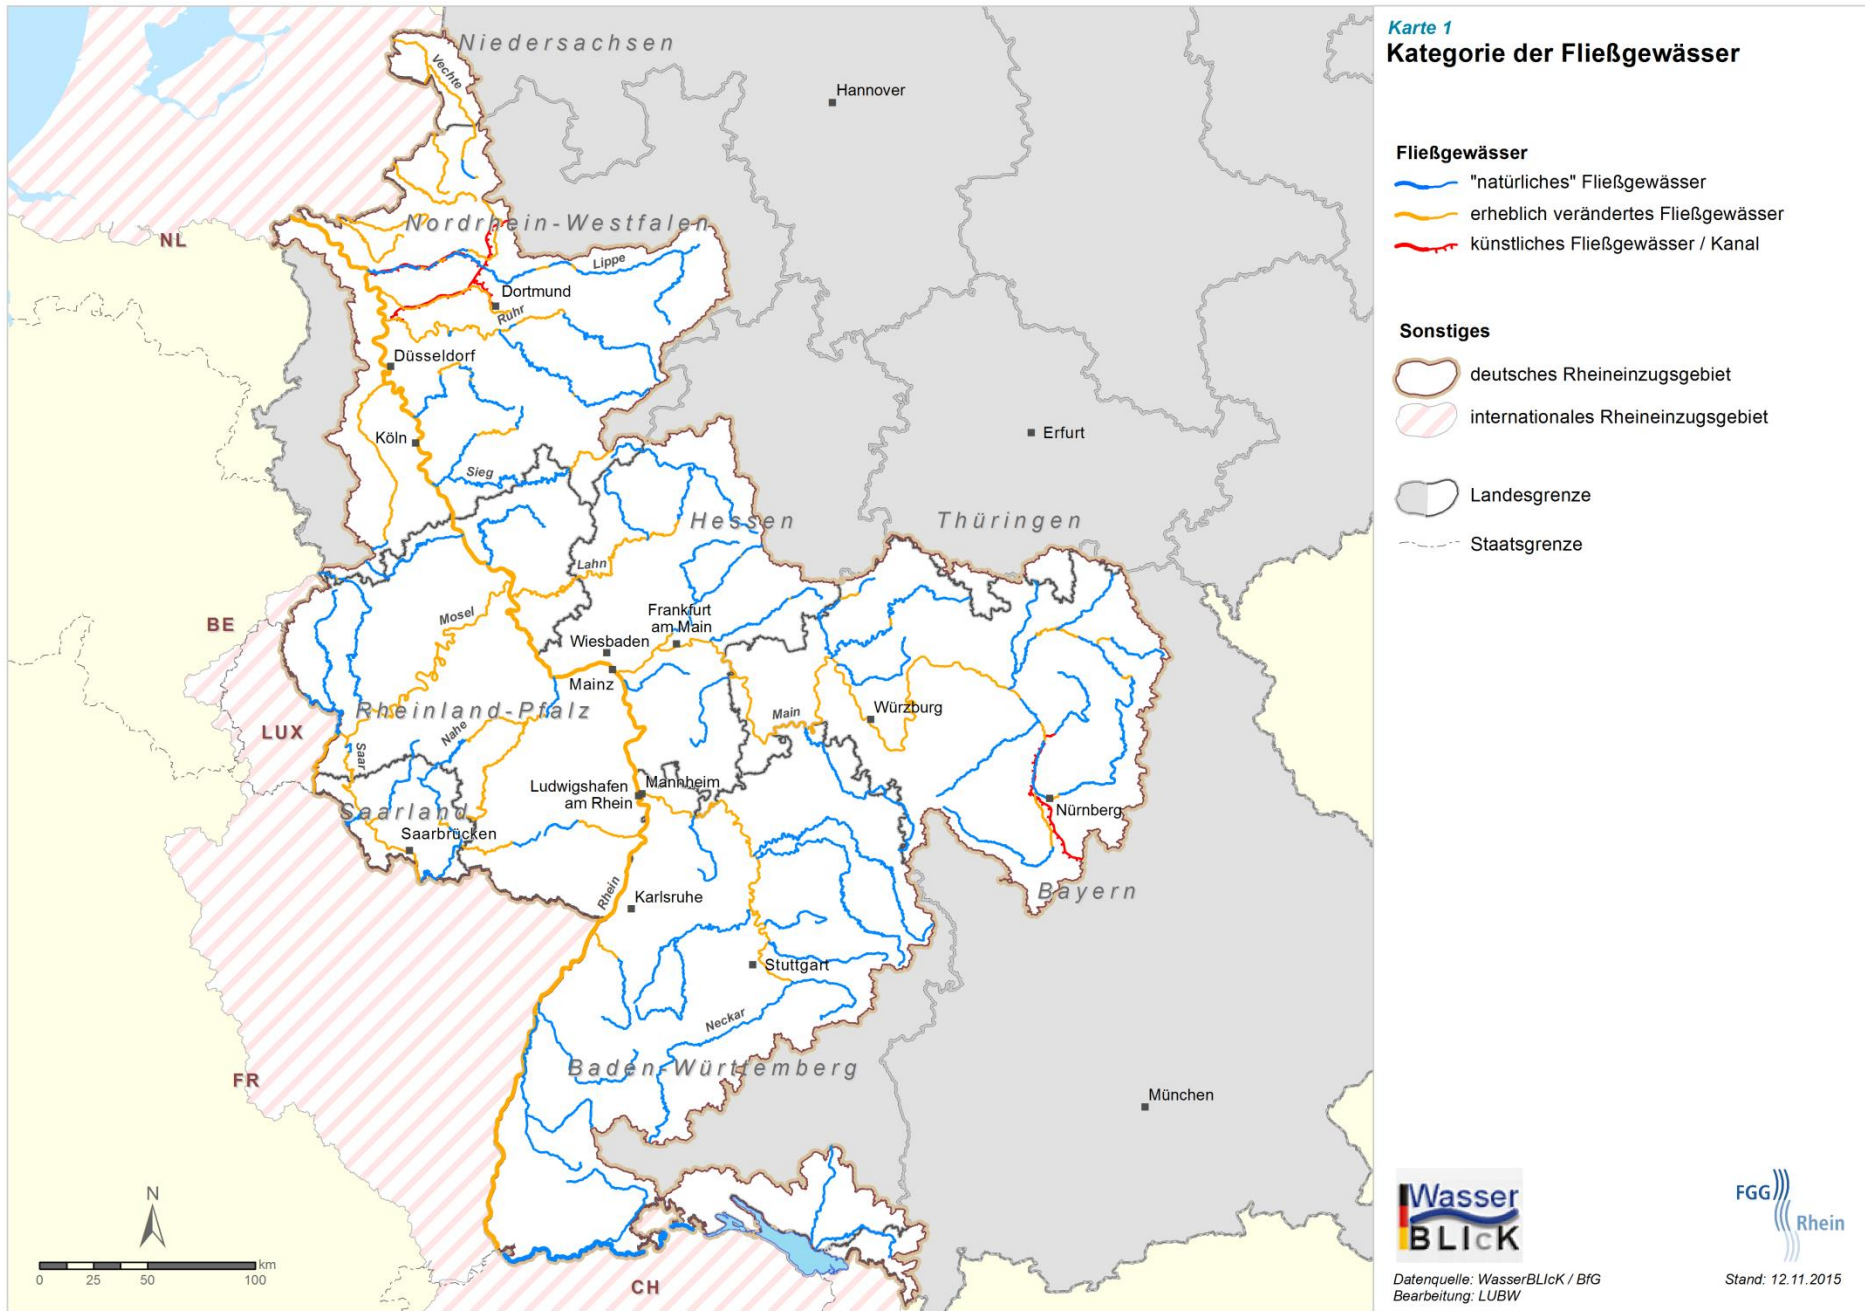 Karte 1
Kategorie der Fließgewässer
Fließgewässer
"natürliches" Fließgewässer
erheblich verändertes Fließgewässer
künstliches Fließgewässer / Kanal
Sonstiges
deutsches Rheineinzugsgebiet
internationales Rheineinzugsgebiet
Landesgrenze
Staatsgrenze
Niedersachsen
Vechte
Hannover
Nordrhein-Westfalen
NL
Lippe
Dortmund
Ruhr
Düsseldorf
Köln
Erfurt
Sieg
Hessen
Thüringen
Lahn
Mosel
Frankfurt
am Main
BE
Wiesbaden
Mainz
Rheinland-Pfalz
Main
Würzburg
LUX
Nahe
Saar
Ludwigshafen
am Rhein
Mannheim
Saarland
Nürnberg
Saarbrücken
Bayern
Rhein
Karlsruhe
Stuttgart
Neckar
Baden-Württemberg
FR
München
N
km
0 25 50 100
CH
Wasser
BLIcK
FGG
Rhein
Datenquelle: WasserBLIcK / BfG
Bearbeitung: LUBW
Stand: 12.11.2015